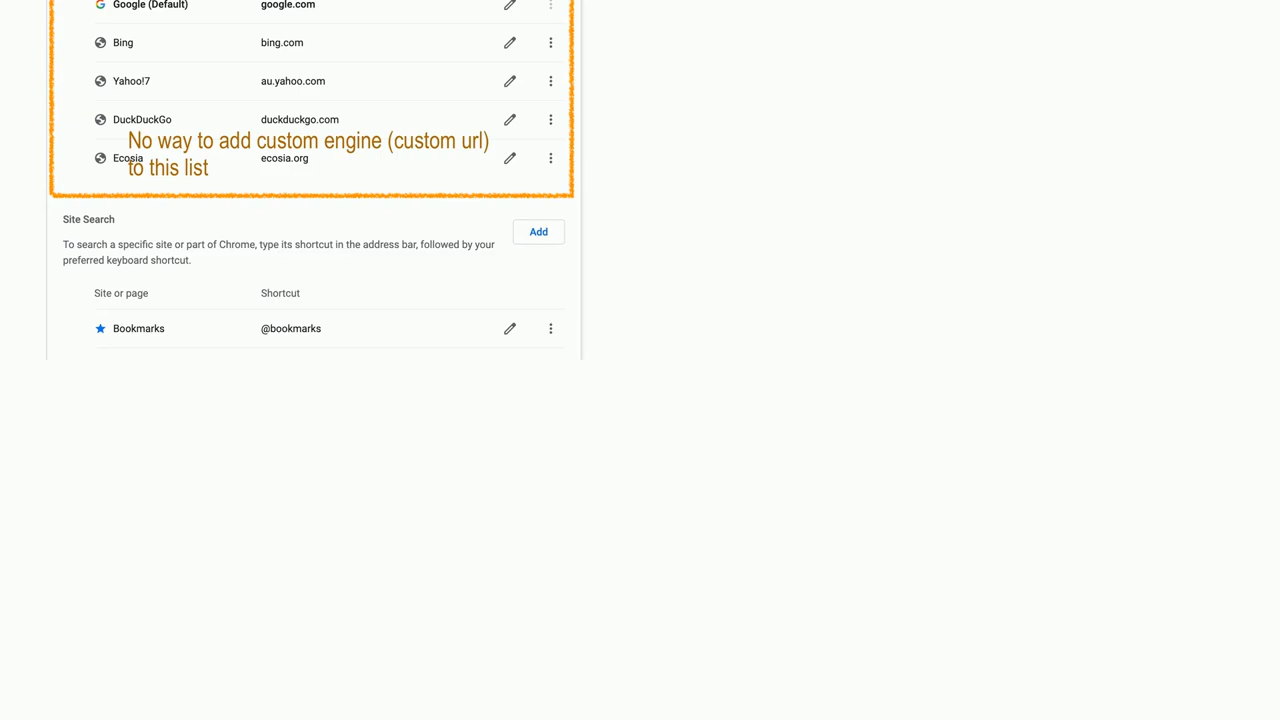 Google (Default) google.com
Bing bing.com
Yahoo!7 au.yahoo.com
DuckDuckGo duckduckgo.com
No way to add custom engine (custom url)
Ecosia ecosia.org
to this list
Site Search
Add
To search a specific site or part of Chrome, type its shortcut in the address bar, followed by your
preferred keyboard shortcut.
Site or page Shortcut
Bookmarks @bookmarks